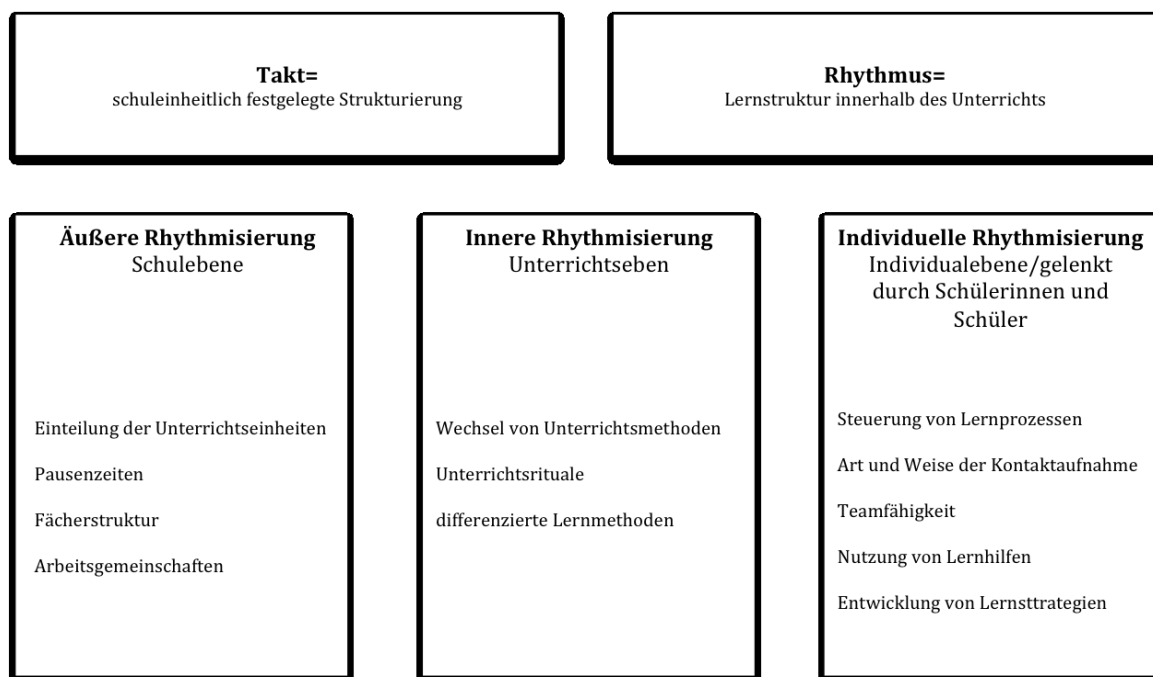 Takt=
schuleinheitlich festgelegte Strukturierung
Rhythmus=
Lernstruktur innerhalb des Unterrichts
Äußere Rhythmisierung
Schulebene
Einteilung der Unterrichtseinheiten
Pausenzeiten
Fächerstruktur
Arbeitsgemeinschaften
Innere Rhythmisierung
Unterrichtseben
Wechsel von Unterrichtsmethoden
Unterrichtsrituale
differenzierte Lernmethoden
Individuelle Rhythmisierung
Individualebene/gelenkt
durch Schülerinnen und
Schüler
Steuerung von Lernprozessen
Art und Weise der Kontaktaufnahme
Teamfähigkeit
Nutzung von Lernhilfen
Entwicklung von Lernsttrategien